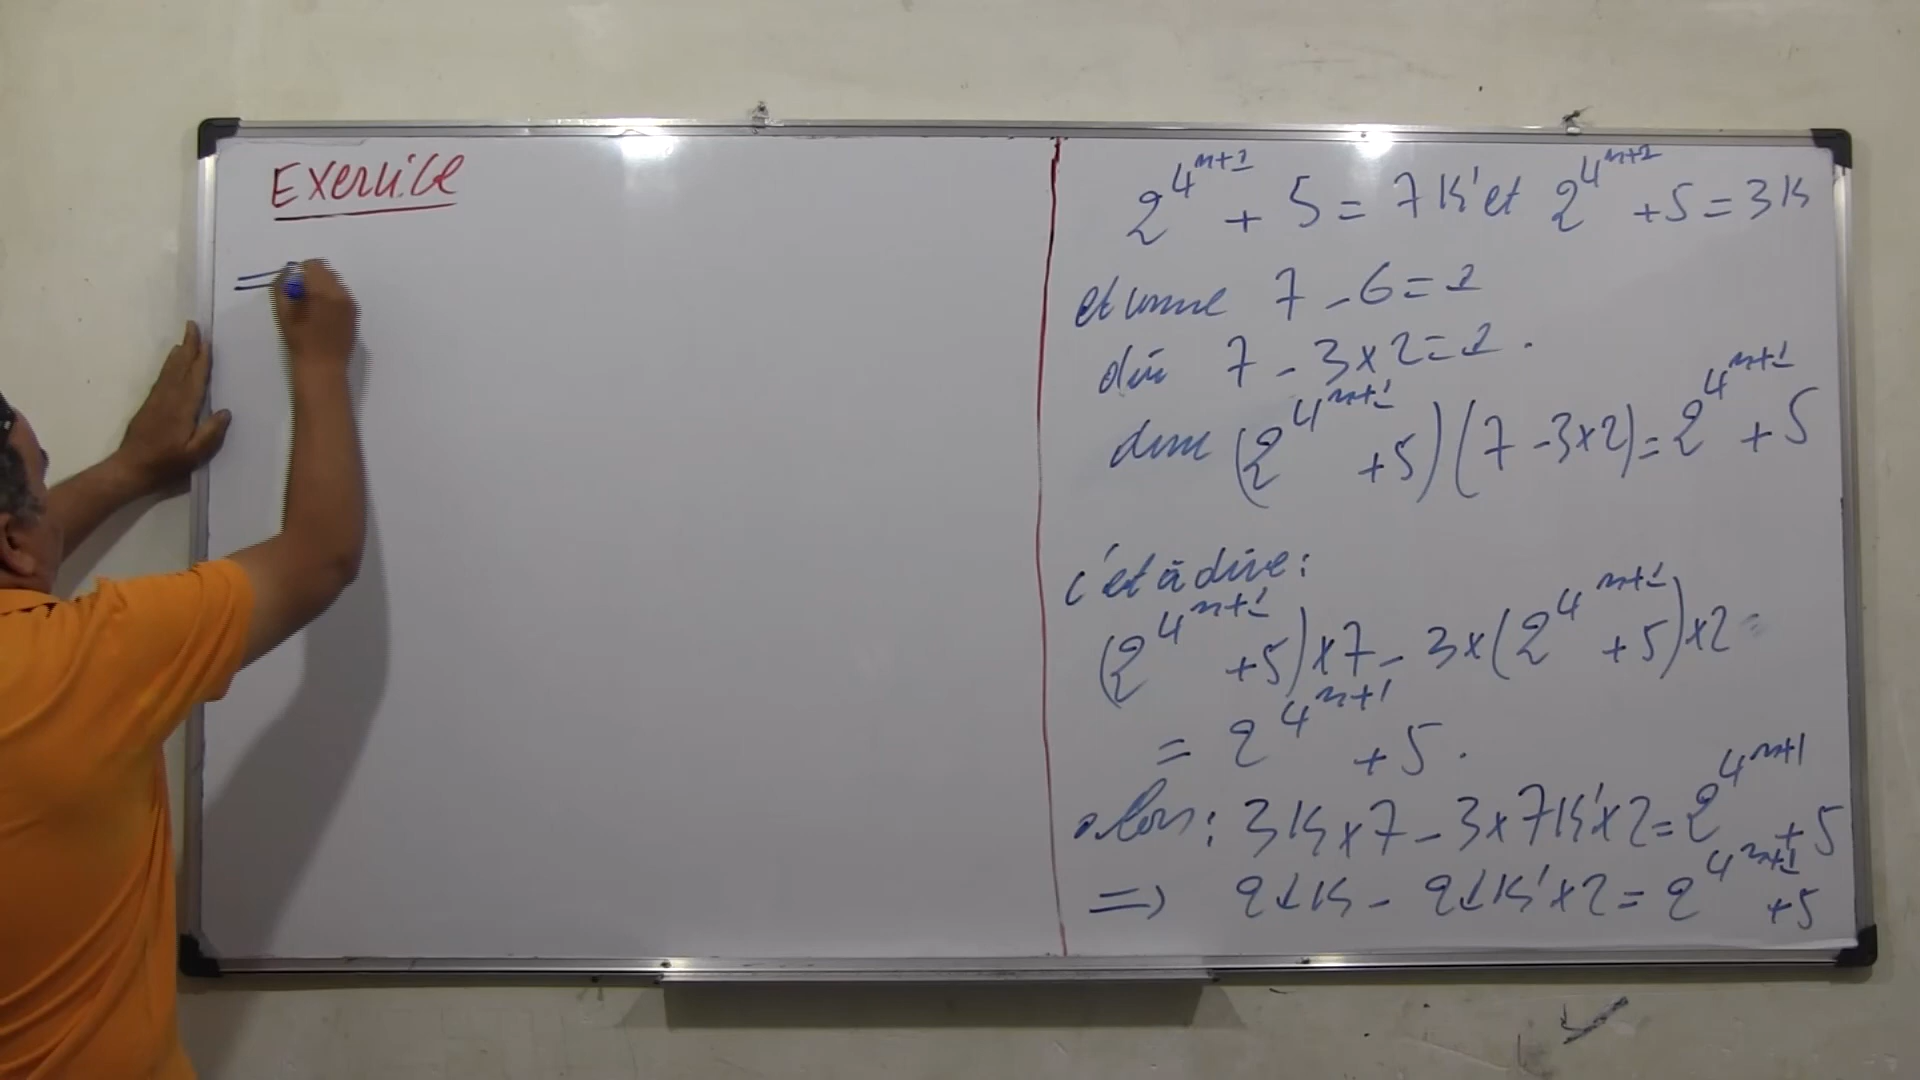 Exercice
=
2^4^n+1 + 5 = 7K' et 2^4^n+1 + 5 = 3K
et comme 7 - 6 = 1
d'où 7 - 3 x 2 = 1.
donc (2^4^n+1 + 5)(7 - 3x2) = 2^4^n+1 + 5
c'est à dire :
(2^4^n+1 + 5) x 7 - 3 x (2^4^n+1 + 5) x 2 =
= 2^4^n+1 + 5.
alors : 3K x 7 - 3 x 7K' x 2 = 2^4^n+1 + 5
=> 21K - 21K' x 2 = 2^4^n+1 + 5